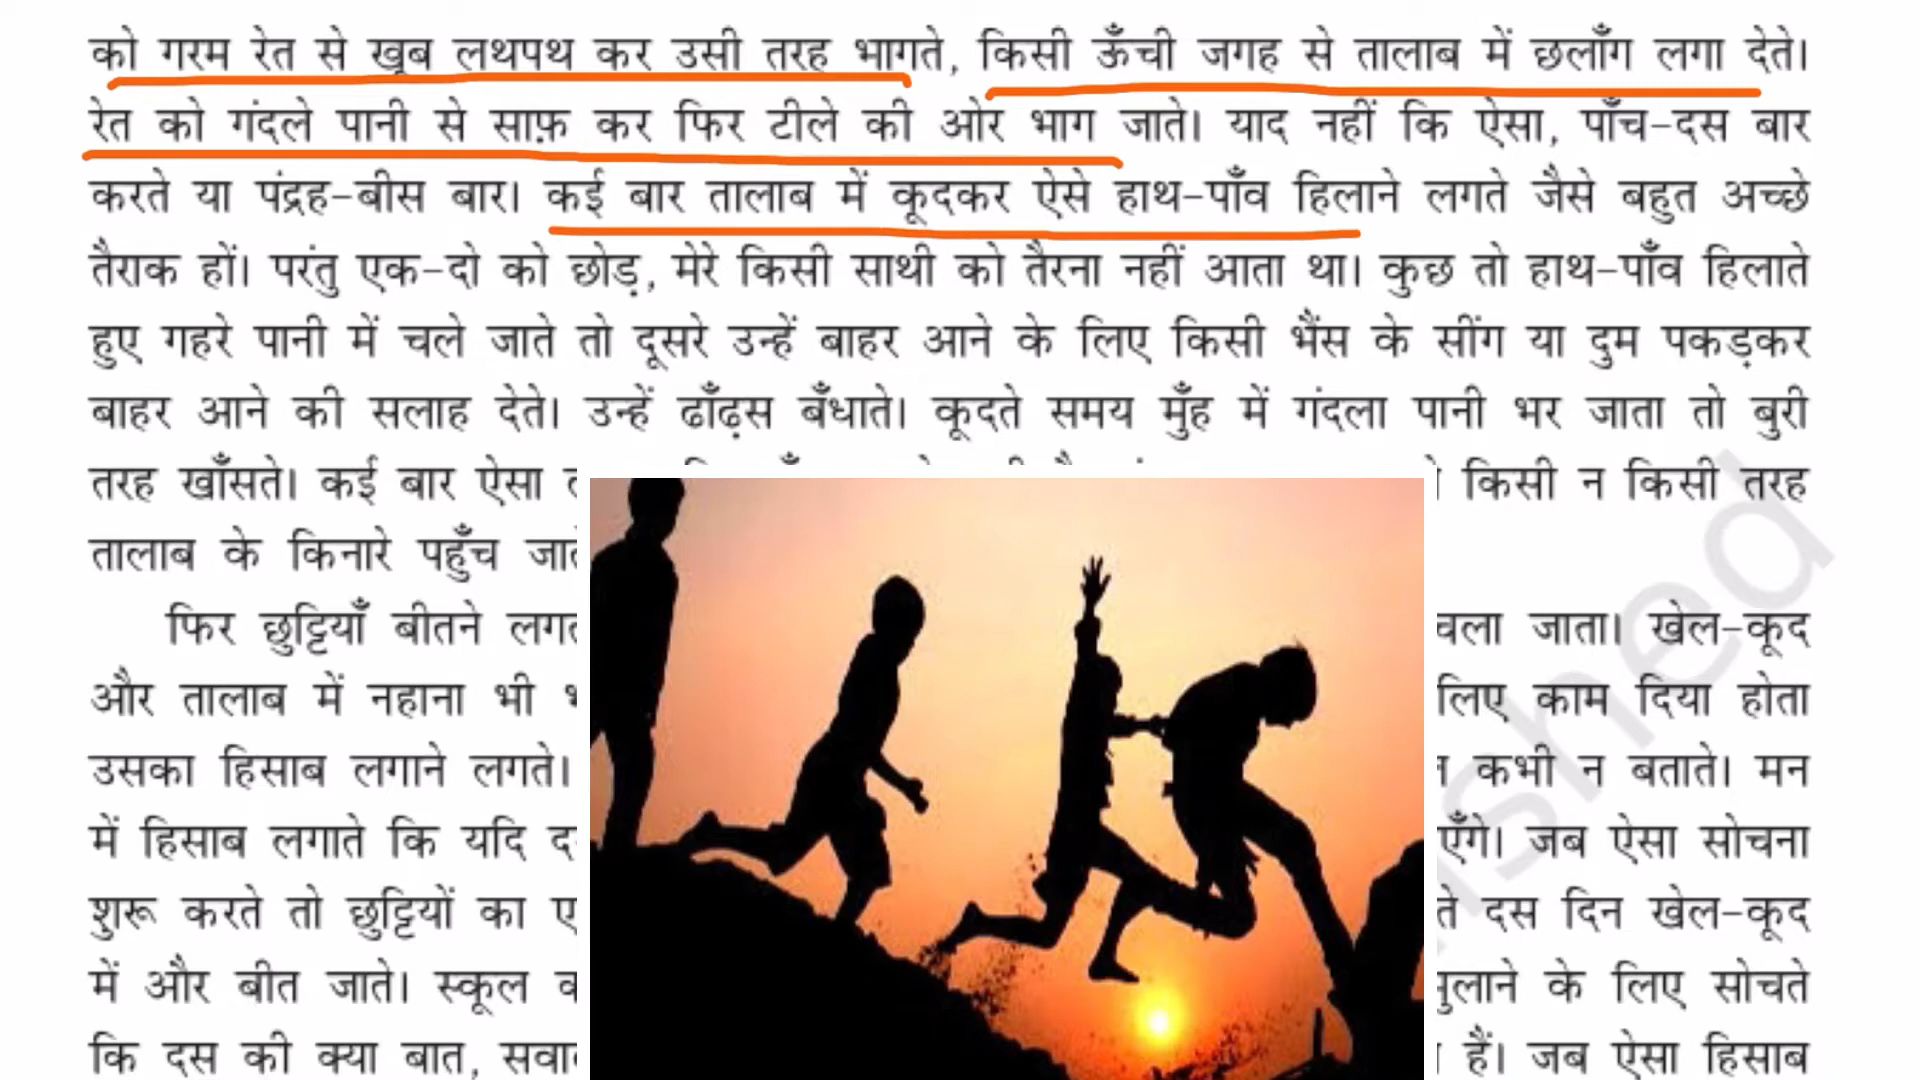 को गरम रेत से खूब लथपथ कर उसी तरह भागते, किसी ऊँची जगह से तालाब में छलाँग लगा देते।
रेत को गंदले पानी से साफ़ कर फिर टीले की ओर भाग जाते। याद नहीं कि ऐसा, पाँच-दस बार
करते या पंद्रह-बीस बार। कई बार तालाब में कूदकर ऐसे हाथ-पाँव हिलाने लगते जैसे बहुत अच्छे
तैराक हों। परंतु एक-दो को छोड़, मेरे किसी साथी को तैरना नहीं आता था। कुछ तो हाथ-पाँव हिलाते
हुए गहरे पानी में चले जाते तो दूसरे उन्हें बाहर आने के लिए किसी भैंस के सींग या दुम पकड़कर
बाहर आने की सलाह देते। उन्हें ढाँढ़स बँधाते। कूदते समय मुँह में गंदला पानी भर जाता तो बुरी
तरह खाँसते। कई बार ऐसा किसी न किसी तरह
तालाब के किनारे पहुँच
फिर छुट्टियाँ बीतने जाता। खेल-कूद
और तालाब में नहाना भी काम दिया होता
उसका हिसाब लगाने लगते। कभी न बताते। मन
में हिसाब लगाते कि यदि जब ऐसा सोचना
शुरू करते तो छुट्टियों का दस दिन खेल-कूद
में और बीत जाते। स्कूल के लिए सोचते
कि दस की क्या बात, हैं। जब ऐसा हिसाब